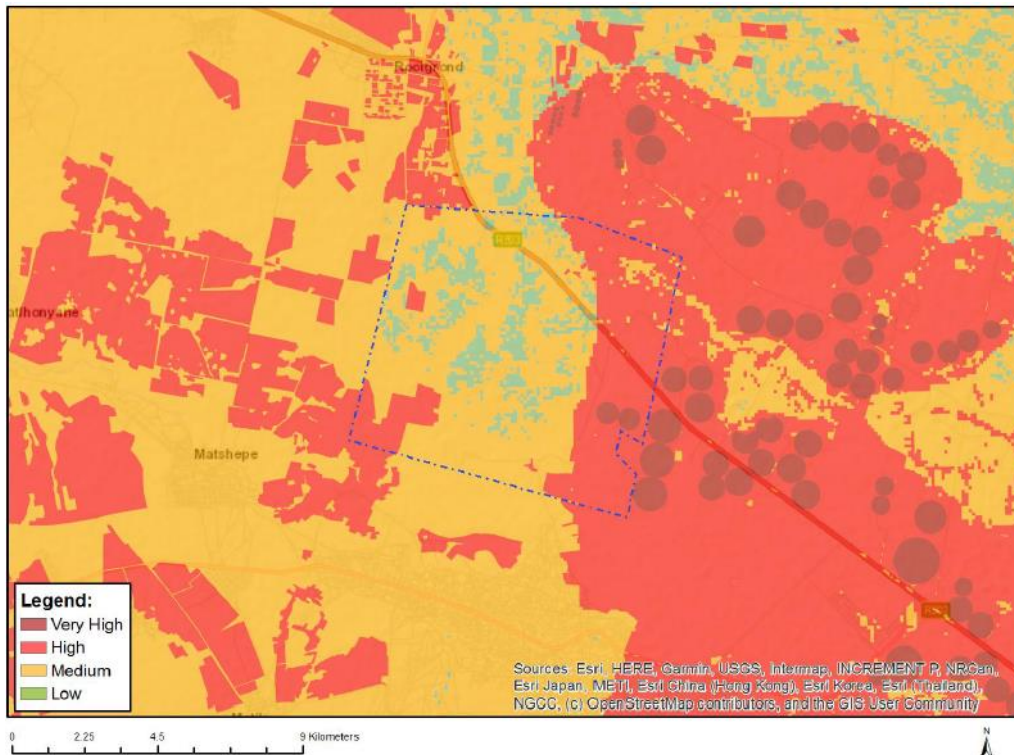 Rooigrond
Matshepe
Legend:
Very High
High
Medium
Low
Sources: Esri, HERE, Garmin, USGS, Intermap, INCREMENT P, NRCan,
Esri Japan, METI, Esri China (Hong Kong), Esri Korea, Esri (Thailand),
NGCC, (c) OpenStreetMap contributors, and the GIS User Community
0 2.25 4.5 9 Kilometers
N